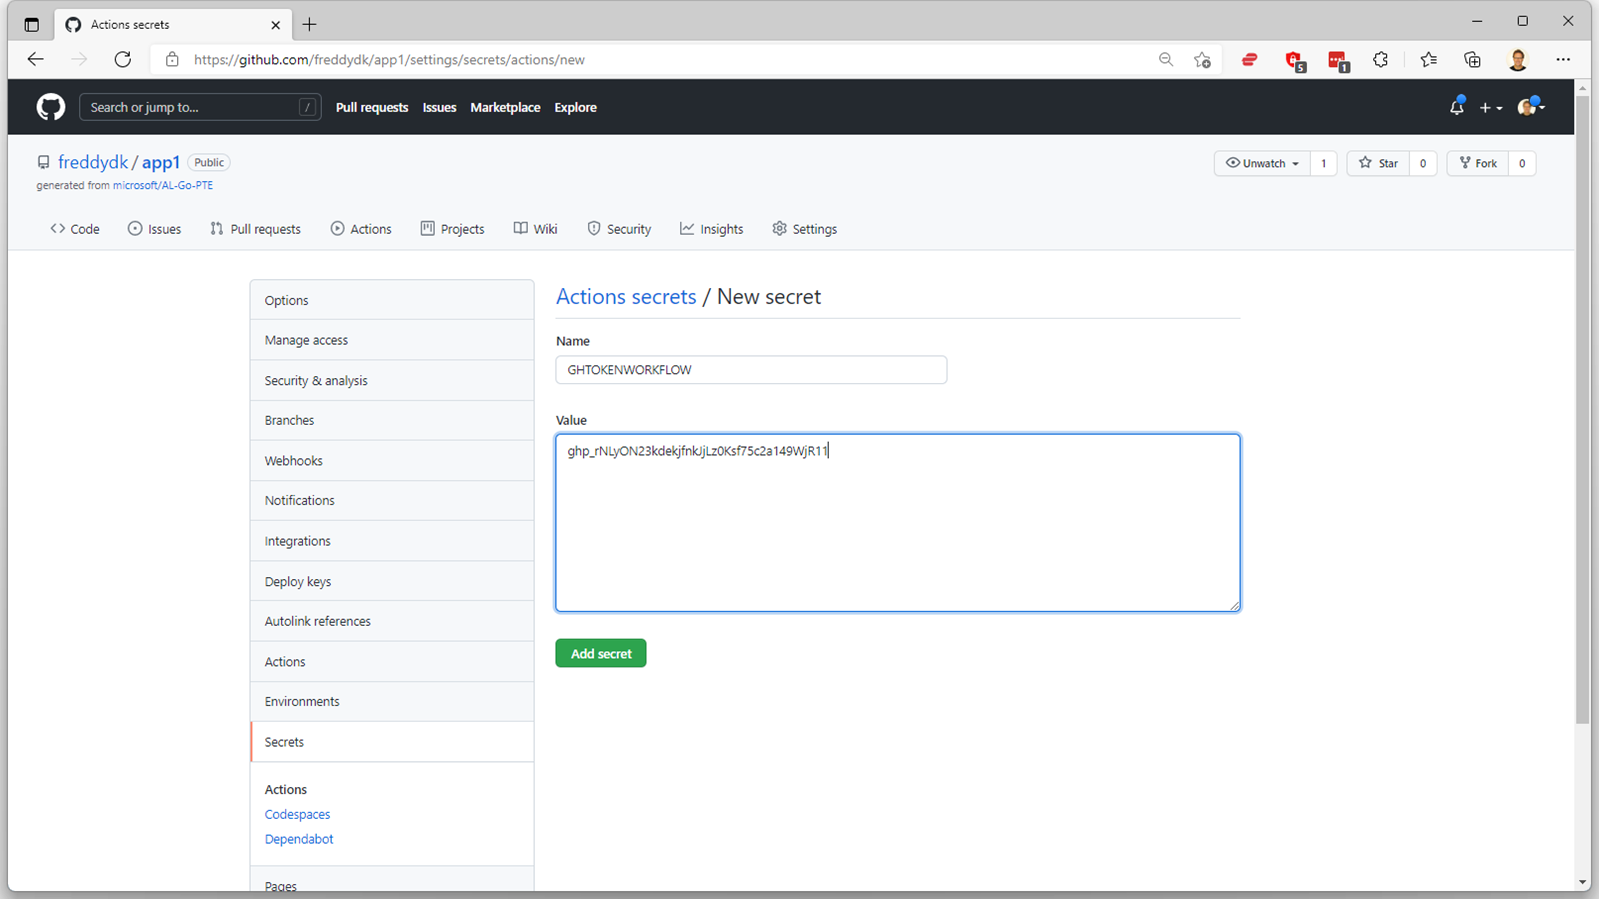 Actions secrets
https://github.com/freddydk/app1/settings/secrets/actions/new
5
1
Search or jump to... /
Pull requests Issues Marketplace Explore
freddydk / app1 Public
generated from microsoft/AL-Go-PTE
Unwatch 1 Star 0 Fork 0
Code Issues Pull requests Actions Projects Wiki Security Insights Settings
Options
Manage access
Security & analysis
Branches
Webhooks
Notifications
Integrations
Deploy keys
Autolink references
Actions
Environments
Secrets
Actions
Codespaces
Dependabot
Pages
Actions secrets / New secret
Name
GHTOKENWORKFLOW
Value
ghp_rNLyON23kdekjfnkJjLz0Ksf75c2a149WjR11
Add secret